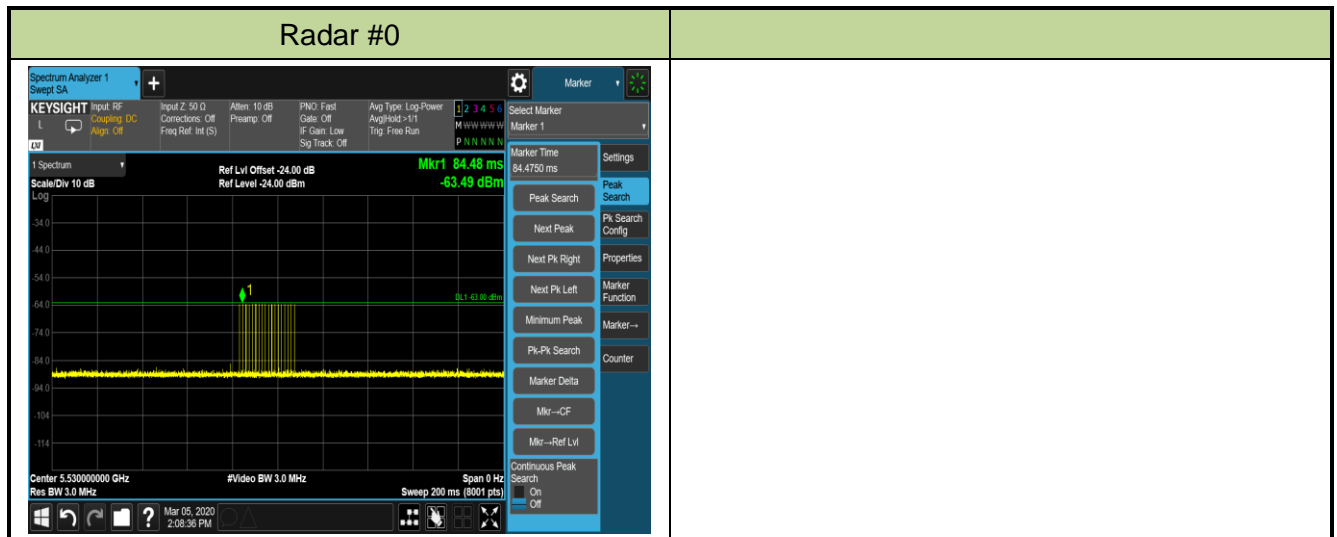 Radar #0
Spectrum Analyzer 1
Swept SA
Marker
KEYSIGHT
L
LXI
Input: RF
Coupling: DC
Align: Off
Input Z: 50 Ω
Corrections: Off
Freq Ref: Int (S)
Atten: 10 dB
Preamp: Off
PNO: Fast
Gate: Off
IF Gain: Low
Sig Track: Off
Avg Type: Log-Power
Avg|Hold:>1/1
Trig: Free Run
1 2 3 4 5 6
M W W W W W
P N N N N N
Select Marker
Marker 1
1 Spectrum
Scale/Div 10 dB
Log
Ref Lvl Offset -24.00 dB
Ref Level -24.00 dBm
Mkr1 84.48 ms
-63.49 dBm
-34.0
-44.0
-54.0
-64.0
-74.0
-84.0
-94.0
-104
-114
1
DL1 -63.00 dBm
Center 5.530000000 GHz
Res BW 3.0 MHz
#Video BW 3.0 MHz
Span 0 Hz
Sweep 200 ms (8001 pts)
Marker Time
84.4750 ms
Peak Search
Next Peak
Next Pk Right
Next Pk Left
Minimum Peak
Pk-Pk Search
Marker Delta
Mkr→CF
Mkr→Ref Lvl
Continuous Peak
Search
On
Off
Settings
Peak
Search
Pk Search
Config
Properties
Marker
Function
Marker→
Counter
?
Mar 05, 2020
2:08:36 PM